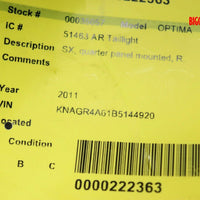 Stock #
Model OPTIMA
IC # 51463 AR Taillight
Description SX, quarter panel mounted, R.
Comments
Year 2011
VIN KNAGR4A61B5144920
Located
Condition
B C
0000222363